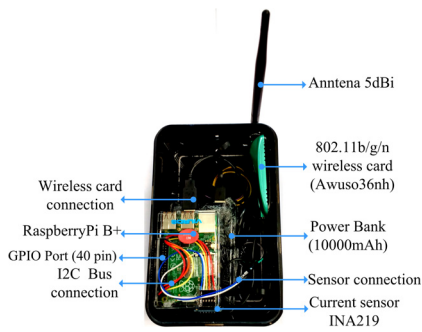 Anntena 5dBi
802.11b/g/n
wireless card
(Awuso36nh)
Wireless card
connection
RaspberryPi B+
Power Bank
(10000mAh)
GPIO Port (40 pin)
I2C Bus
connection
Sensor connection
Current sensor
INA219